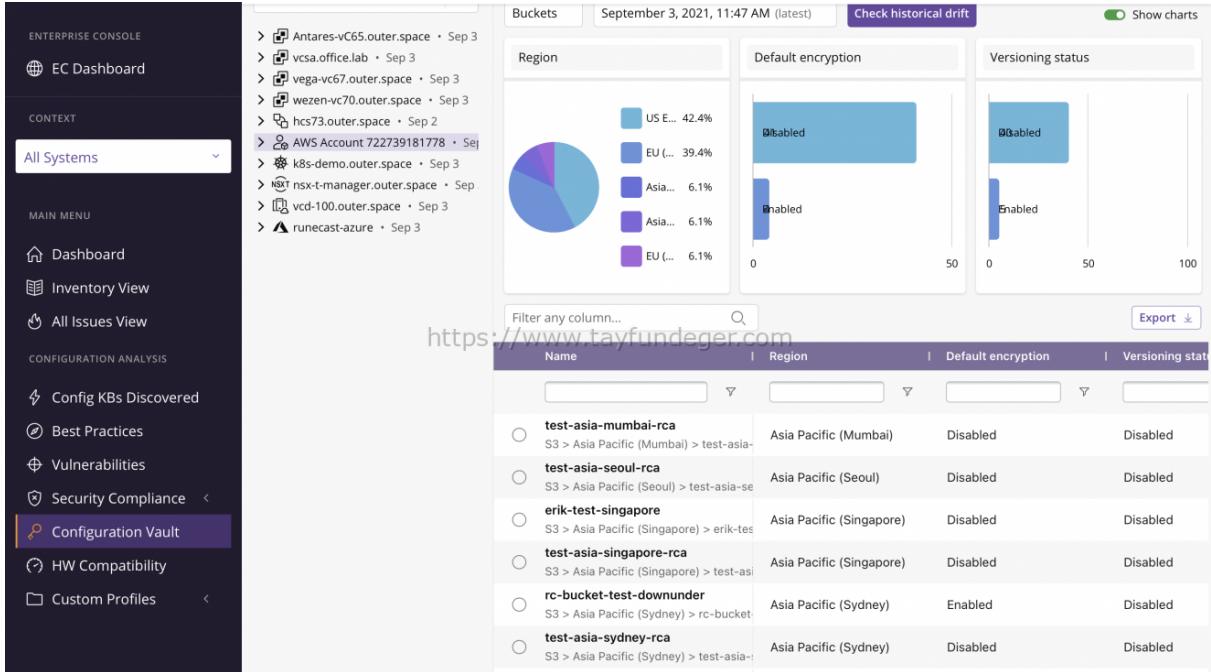 ENTERPRISE CONSOLE
EC Dashboard
CONTEXT
All Systems
MAIN MENU
Dashboard
Inventory View
All Issues View
CONFIGURATION ANALYSIS
Config KBs Discovered
Best Practices
Vulnerabilities
Security Compliance
Configuration Vault
HW Compatibility
Custom Profiles
Antares-vC65.outer.space • Sep 3
vcsa.office.lab • Sep 3
vega-vc67.outer.space • Sep 3
wezen-vc70.outer.space • Sep 3
hcs73.outer.space • Sep 2
AWS Account 722739181778 • Sep
k8s-demo.outer.space • Sep 3
NSXT nsx-t-manager.outer.space • Sep
vcd-100.outer.space • Sep 3
runecast-azure • Sep 3
Buckets September 3, 2021, 11:47 AM (latest) Check historical drift Show charts
Region
US E... 42.4%
EU (... 39.4%
Asia... 6.1%
Asia... 6.1%
EU (... 6.1%
Default encryption
Disabled
Enabled
0 50
Versioning status
Disabled
Enabled
0 50 100
Filter any column... Export
https://www.tayfundeger.com
Name Region Default encryption Versioning stat
test-asia-mumbai-rca
S3 > Asia Pacific (Mumbai) > test-asia- Asia Pacific (Mumbai) Disabled Disabled
test-asia-seoul-rca
S3 > Asia Pacific (Seoul) > test-asia-se Asia Pacific (Seoul) Disabled Disabled
erik-test-singapore
S3 > Asia Pacific (Singapore) > erik-tes Asia Pacific (Singapore) Disabled Disabled
test-asia-singapore-rca
S3 > Asia Pacific (Singapore) > test-asi Asia Pacific (Singapore) Disabled Disabled
rc-bucket-test-downunder
S3 > Asia Pacific (Sydney) > rc-bucket- Asia Pacific (Sydney) Enabled Disabled
test-asia-sydney-rca
S3 > Asia Pacific (Sydney) > test-asia- Asia Pacific (Sydney) Disabled Disabled